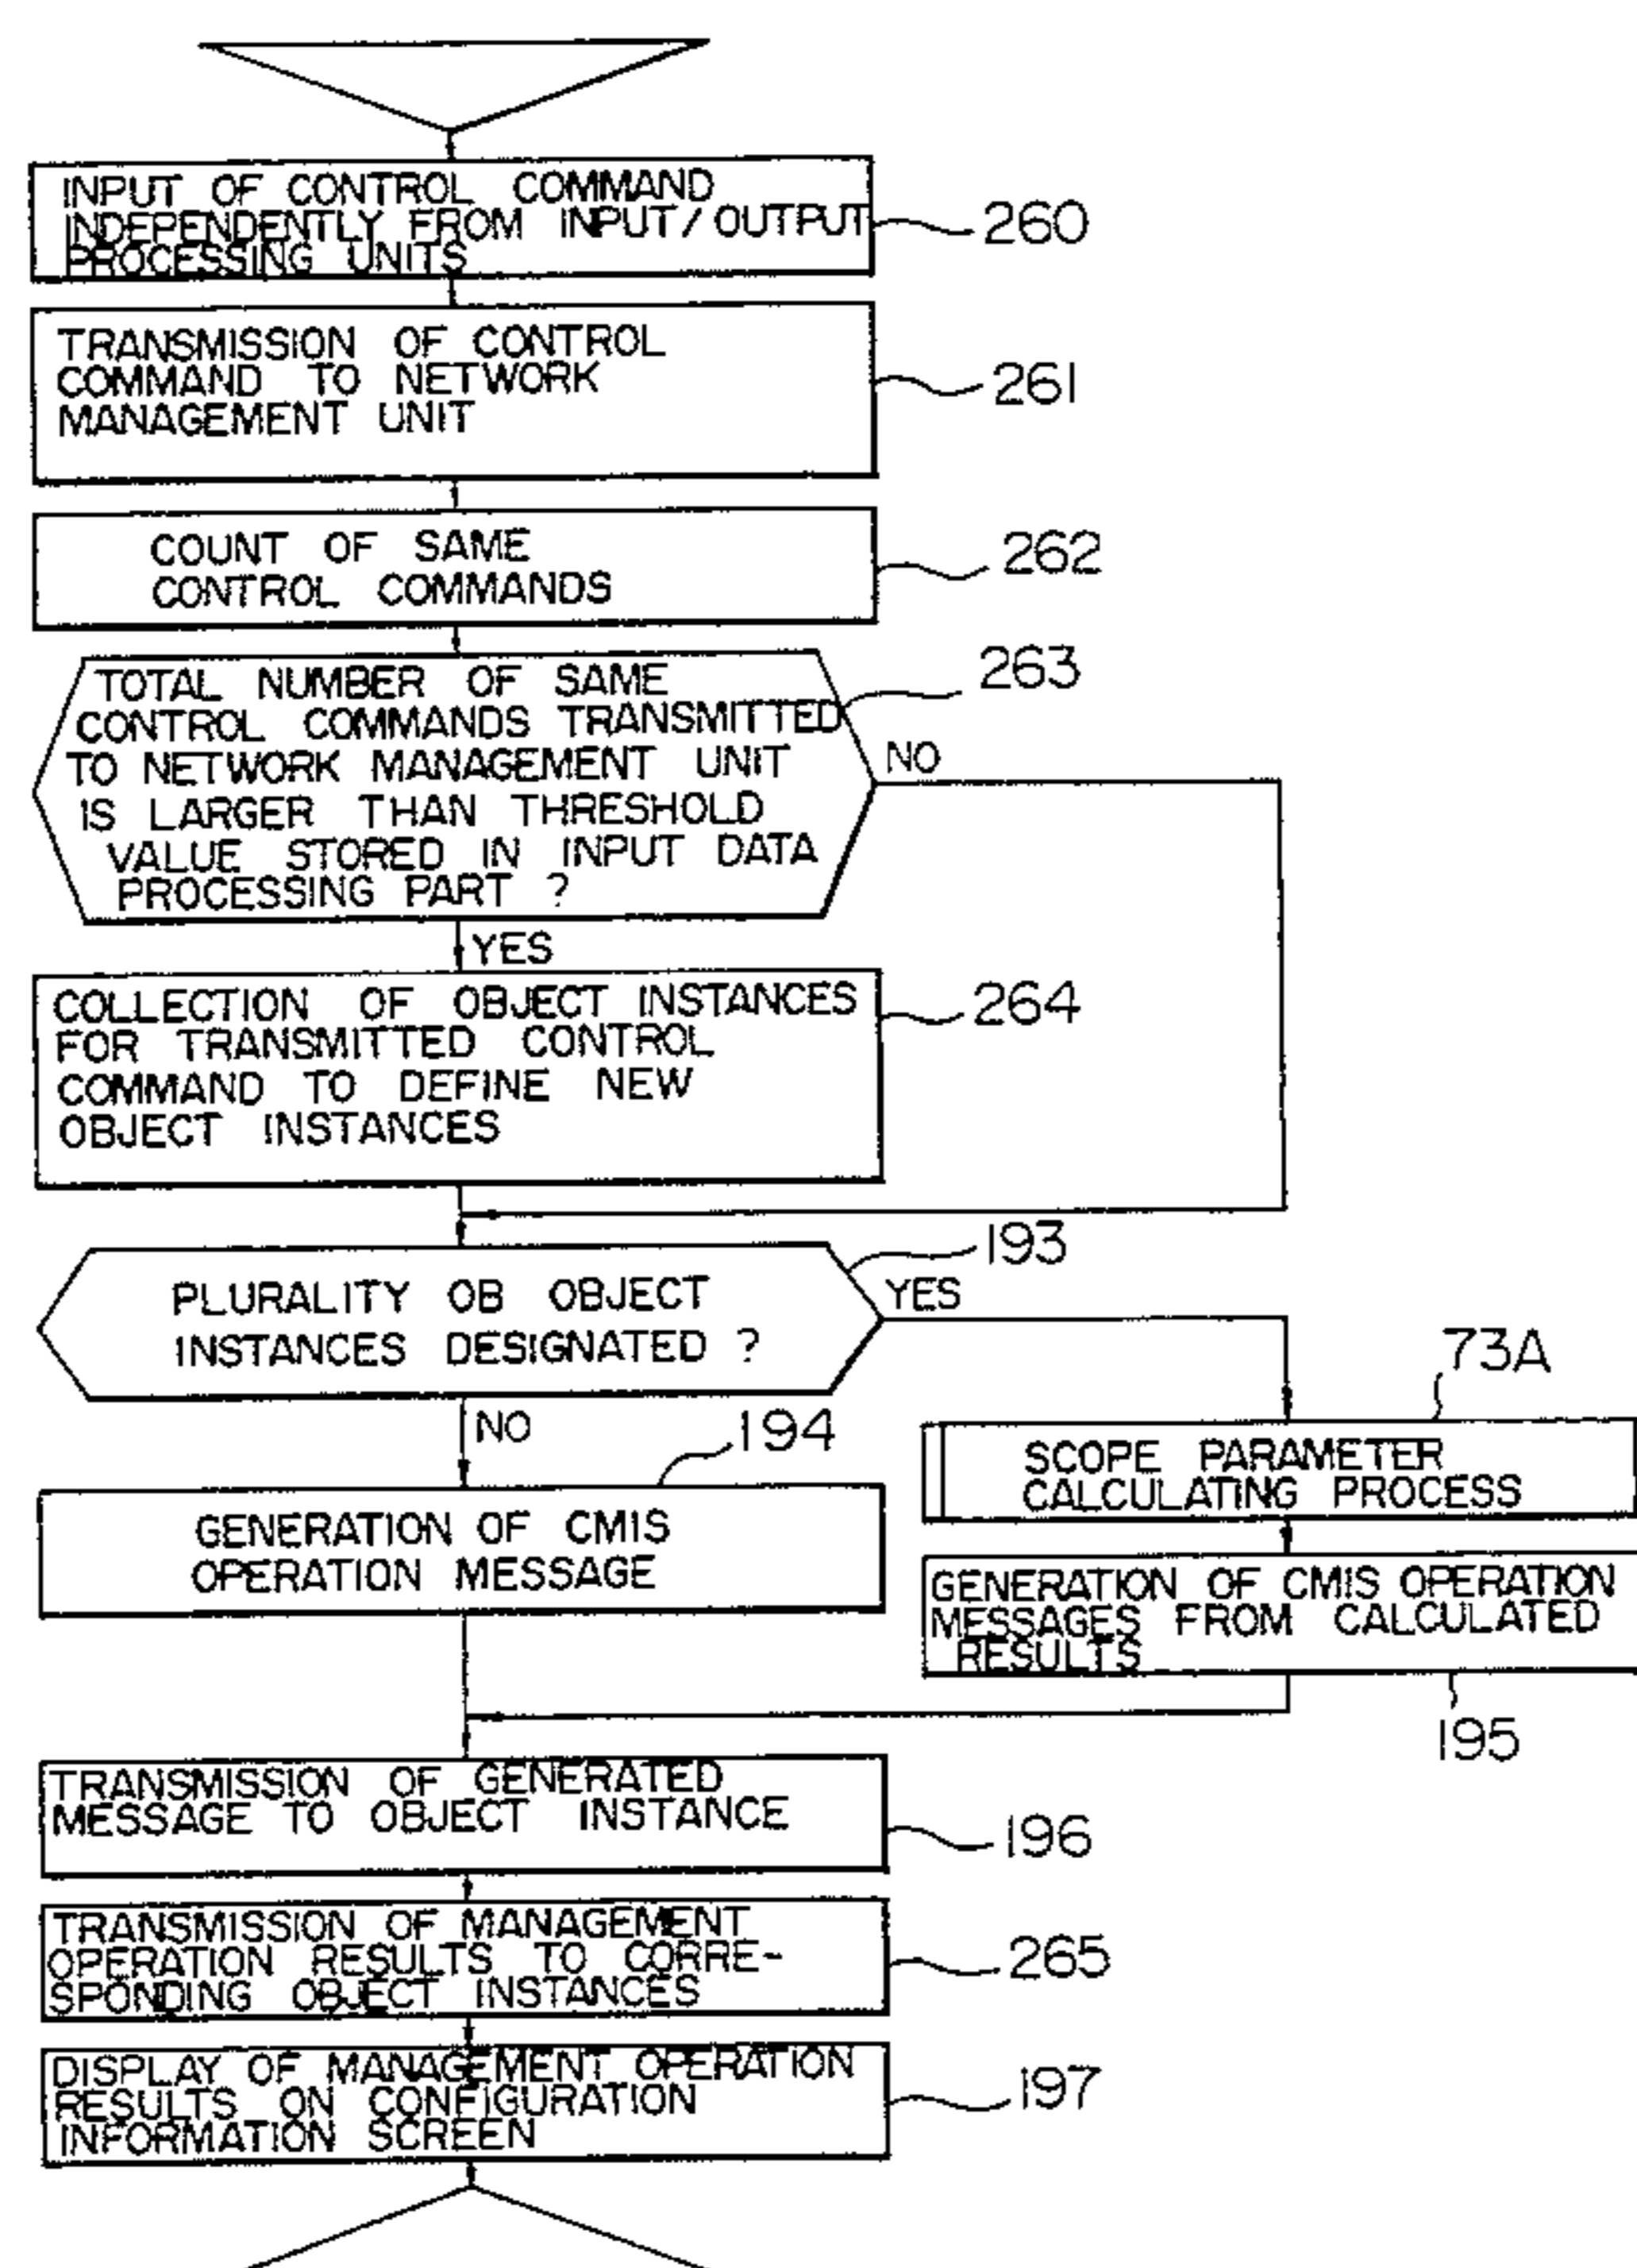 INPUT OF CONTROL COMMAND
INDEPENDENTLY FROM INPUT/OUTPUT
PROCESSING UNITS
260
TRANSMISSION OF CONTROL
COMMAND TO NETWORK
MANAGEMENT UNIT
261
COUNT OF SAME
CONTROL COMMANDS
262
TOTAL NUMBER OF SAME
CONTROL COMMANDS TRANSMITTED
TO NETWORK MANAGEMENT UNIT
IS LARGER THAN THRESHOLD
VALUE STORED IN INPUT DATA
PROCESSING PART ?
263
NO
YES
COLLECTION OF OBJECT INSTANCES
FOR TRANSMITTED CONTROL
COMMAND TO DEFINE NEW
OBJECT INSTANCES
264
PLURALITY OB OBJECT
INSTANCES DESIGNATED ?
193
YES
NO
73A
SCOPE PARAMETER
CALCULATING PROCESS
194
GENERATION OF CMIS
OPERATION MESSAGE
GENERATION OF CMIS OPERATION
MESSAGES FROM CALCULATED
RESULTS
195
TRANSMISSION OF GENERATED
MESSAGE TO OBJECT INSTANCE
196
TRANSMISSION OF MANAGEMENT
OPERATION RESULTS TO CORRE-
SPONDING OBJECT INSTANCES
265
DISPLAY OF MANAGEMENT OPERATION
RESULTS ON CONFIGURATION
INFORMATION SCREEN
197